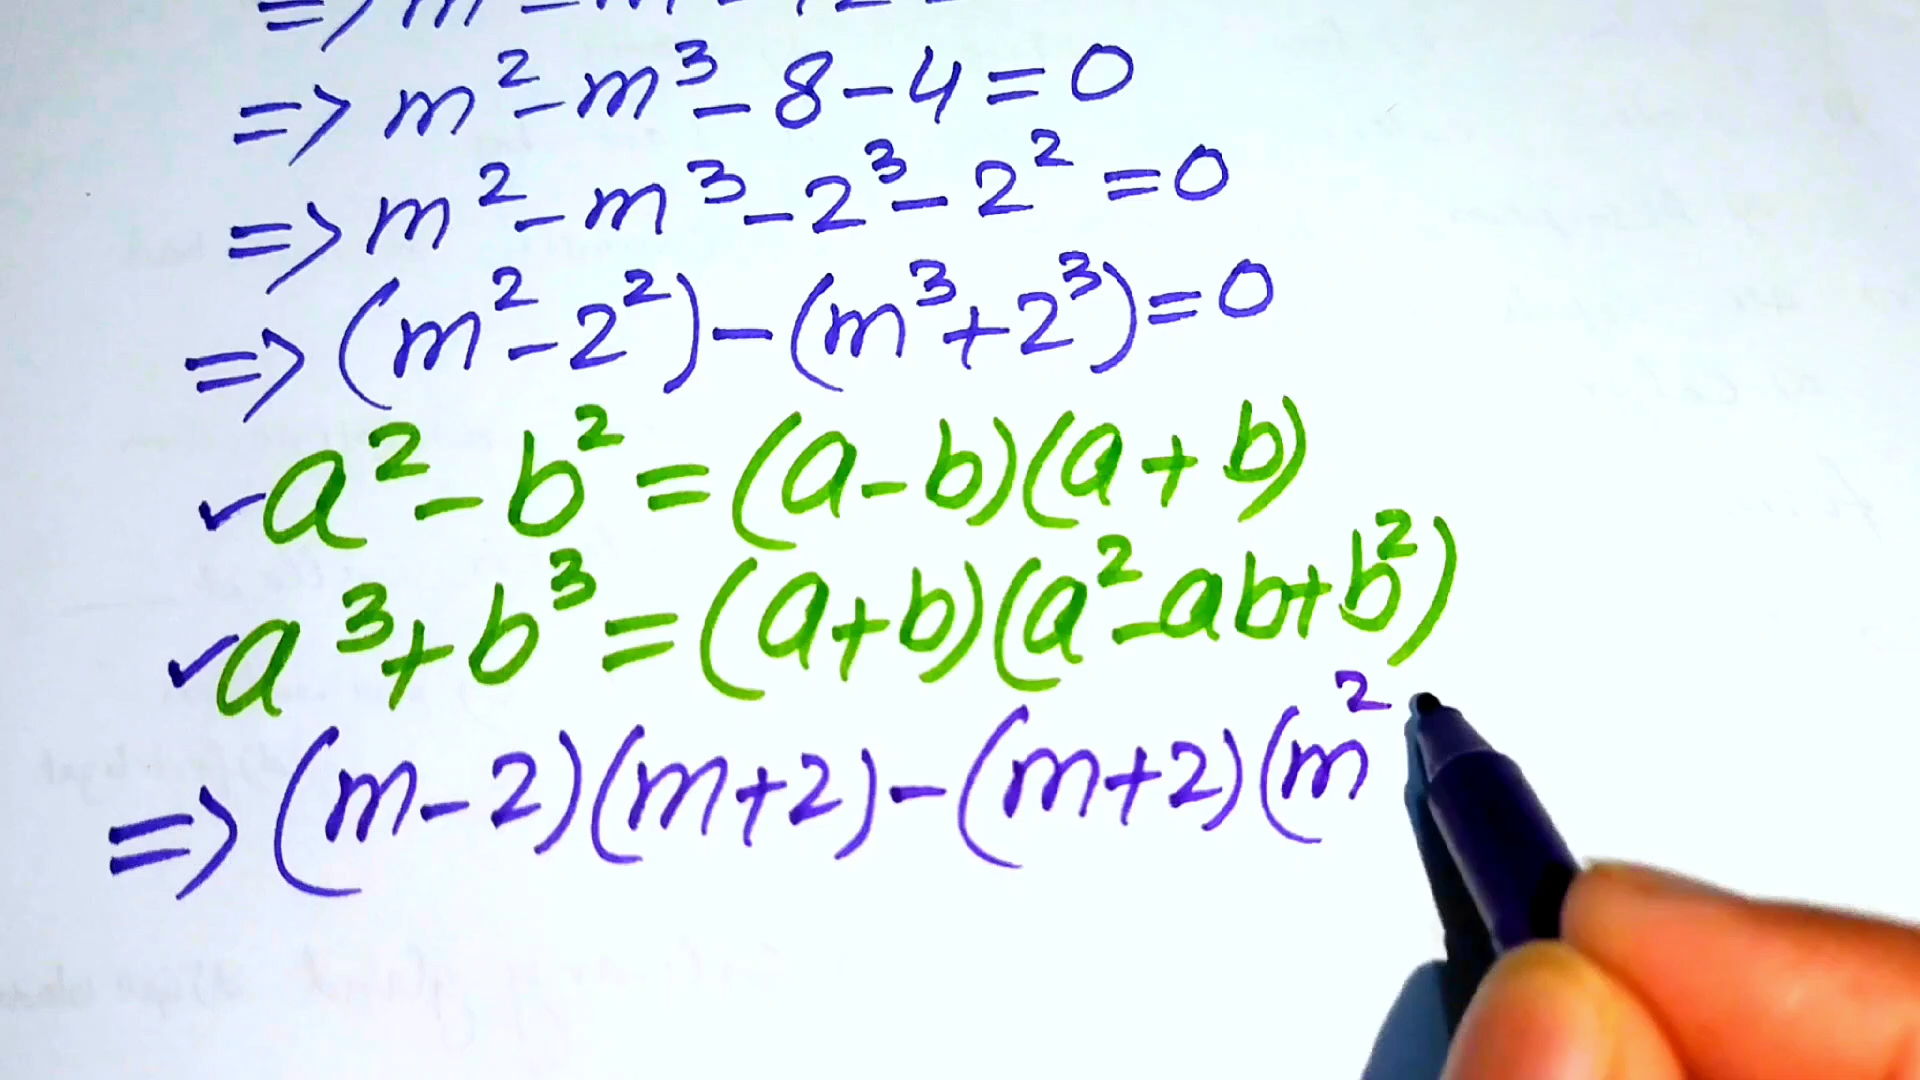 => m² - m³ - 8 - 4 = 0
=> m² - m³ - 2³ - 2² = 0
=> (m² - 2²) - (m³ + 2³) = 0
✓ a² - b² = (a - b)(a + b)
✓ a³ + b³ = (a + b)(a² - ab + b²)
=> (m - 2)(m + 2) - (m + 2)(m²